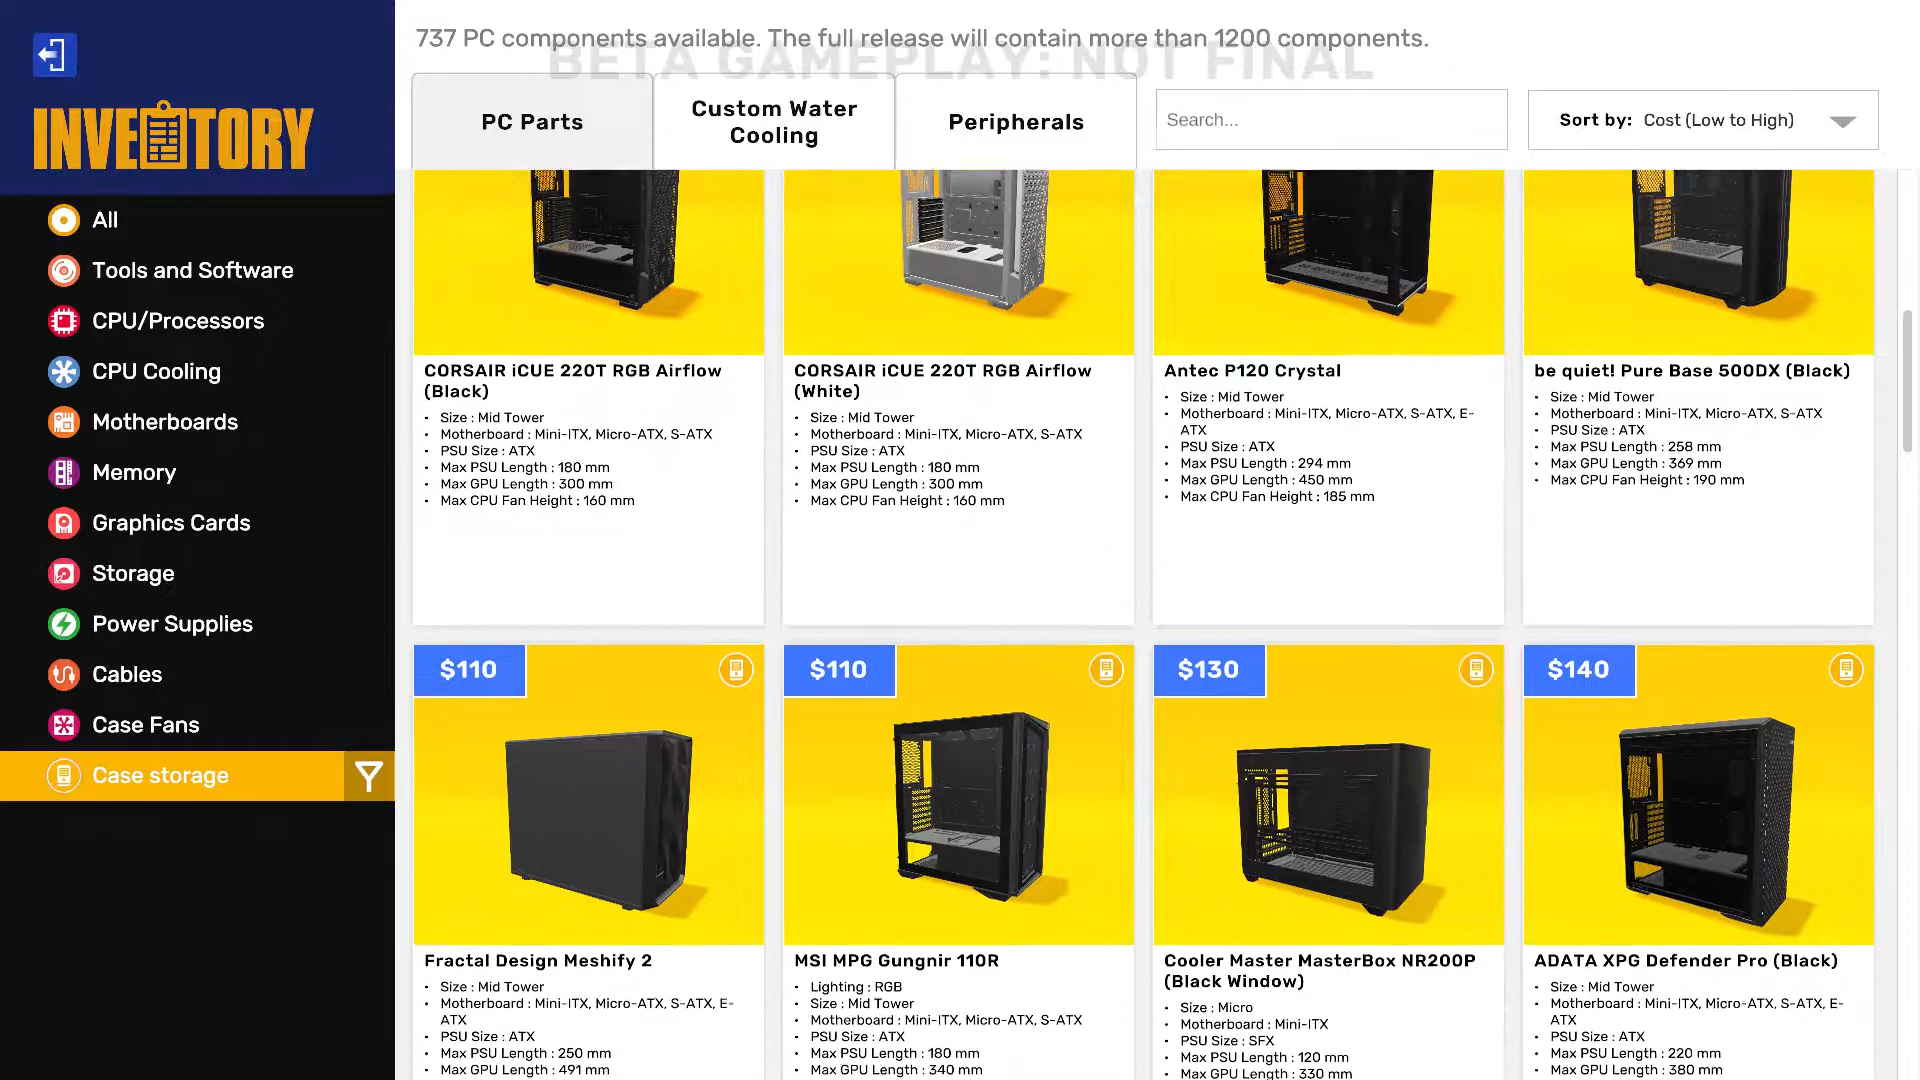 737 PC components available. The full release will contain more than 1200 components.
BETA GAMEPLAY: NOT FINAL
INVENTORY
PC Parts
Custom Water
Cooling
Peripherals
Search...
Sort by: Cost (Low to High)
All
Tools and Software
CPU/Processors
CPU Cooling
Motherboards
Memory
Graphics Cards
Storage
Power Supplies
Cables
Case Fans
Case storage
CORSAIR iCUE 220T RGB Airflow
(Black)
• Size : Mid Tower
• Motherboard : Mini-ITX, Micro-ATX, S-ATX
• PSU Size : ATX
• Max PSU Length : 180 mm
• Max GPU Length : 300 mm
• Max CPU Fan Height : 160 mm
CORSAIR iCUE 220T RGB Airflow
(White)
• Size : Mid Tower
• Motherboard : Mini-ITX, Micro-ATX, S-ATX
• PSU Size : ATX
• Max PSU Length : 180 mm
• Max GPU Length : 300 mm
• Max CPU Fan Height : 160 mm
Antec P120 Crystal
• Size : Mid Tower
• Motherboard : Mini-ITX, Micro-ATX, S-ATX, E-
ATX
• PSU Size : ATX
• Max PSU Length : 294 mm
• Max GPU Length : 450 mm
• Max CPU Fan Height : 185 mm
be quiet! Pure Base 500DX (Black)
• Size : Mid Tower
• Motherboard : Mini-ITX, Micro-ATX, S-ATX
• PSU Size : ATX
• Max PSU Length : 258 mm
• Max GPU Length : 369 mm
• Max CPU Fan Height : 190 mm
$110
Fractal Design Meshify 2
• Size : Mid Tower
• Motherboard : Mini-ITX, Micro-ATX, S-ATX, E-
ATX
• PSU Size : ATX
• Max PSU Length : 250 mm
• Max GPU Length : 491 mm
$110
MSI MPG Gungnir 110R
• Lighting : RGB
• Size : Mid Tower
• Motherboard : Mini-ITX, Micro-ATX, S-ATX
• PSU Size : ATX
• Max PSU Length : 180 mm
• Max GPU Length : 340 mm
$130
Cooler Master MasterBox NR200P
(Black Window)
• Size : Micro
• Motherboard : Mini-ITX
• PSU Size : SFX
• Max PSU Length : 120 mm
• Max GPU Length : 330 mm
$140
ADATA XPG Defender Pro (Black)
• Size : Mid Tower
• Motherboard : Mini-ITX, Micro-ATX, S-ATX, E-
ATX
• PSU Size : ATX
• Max PSU Length : 220 mm
• Max GPU Length : 380 mm